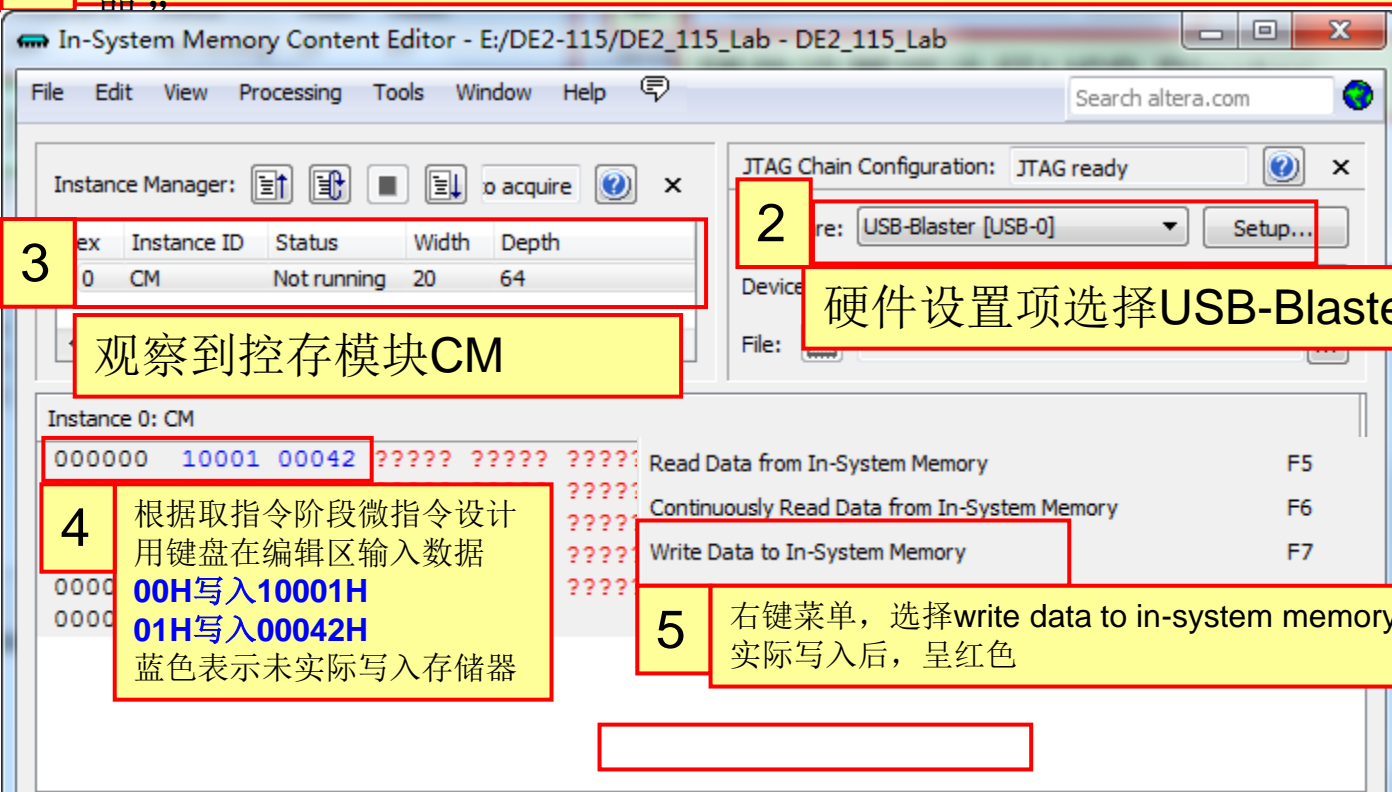 器”
In-System Memory Content Editor - E:/DE2-115/DE2_115_Lab - DE2_115_Lab
File Edit View Processing Tools Window Help
Search altera.com
Instance Manager: to acquire
JTAG Chain Configuration: JTAG ready
2
re: USB-Blaster [USB-0] Setup...
3
ex Instance ID Status Width Depth
0 CM Not running 20 64
Device
硬件设置项选择USB-Blaste
观察到控存模块CM
File: ...
Instance 0: CM
000000 10001 00042 ????? ????? ?????
4
根据取指令阶段微指令设计
用键盘在编辑区输入数据
00H写入10001H
01H写入00042H
蓝色表示未实际写入存储器
?????
?????
?????
0000 ?????
0000
Read Data from In-System Memory F5
Continuously Read Data from In-System Memory F6
Write Data to In-System Memory F7
5
右键菜单，选择write data to in-system memory
实际写入后，呈红色